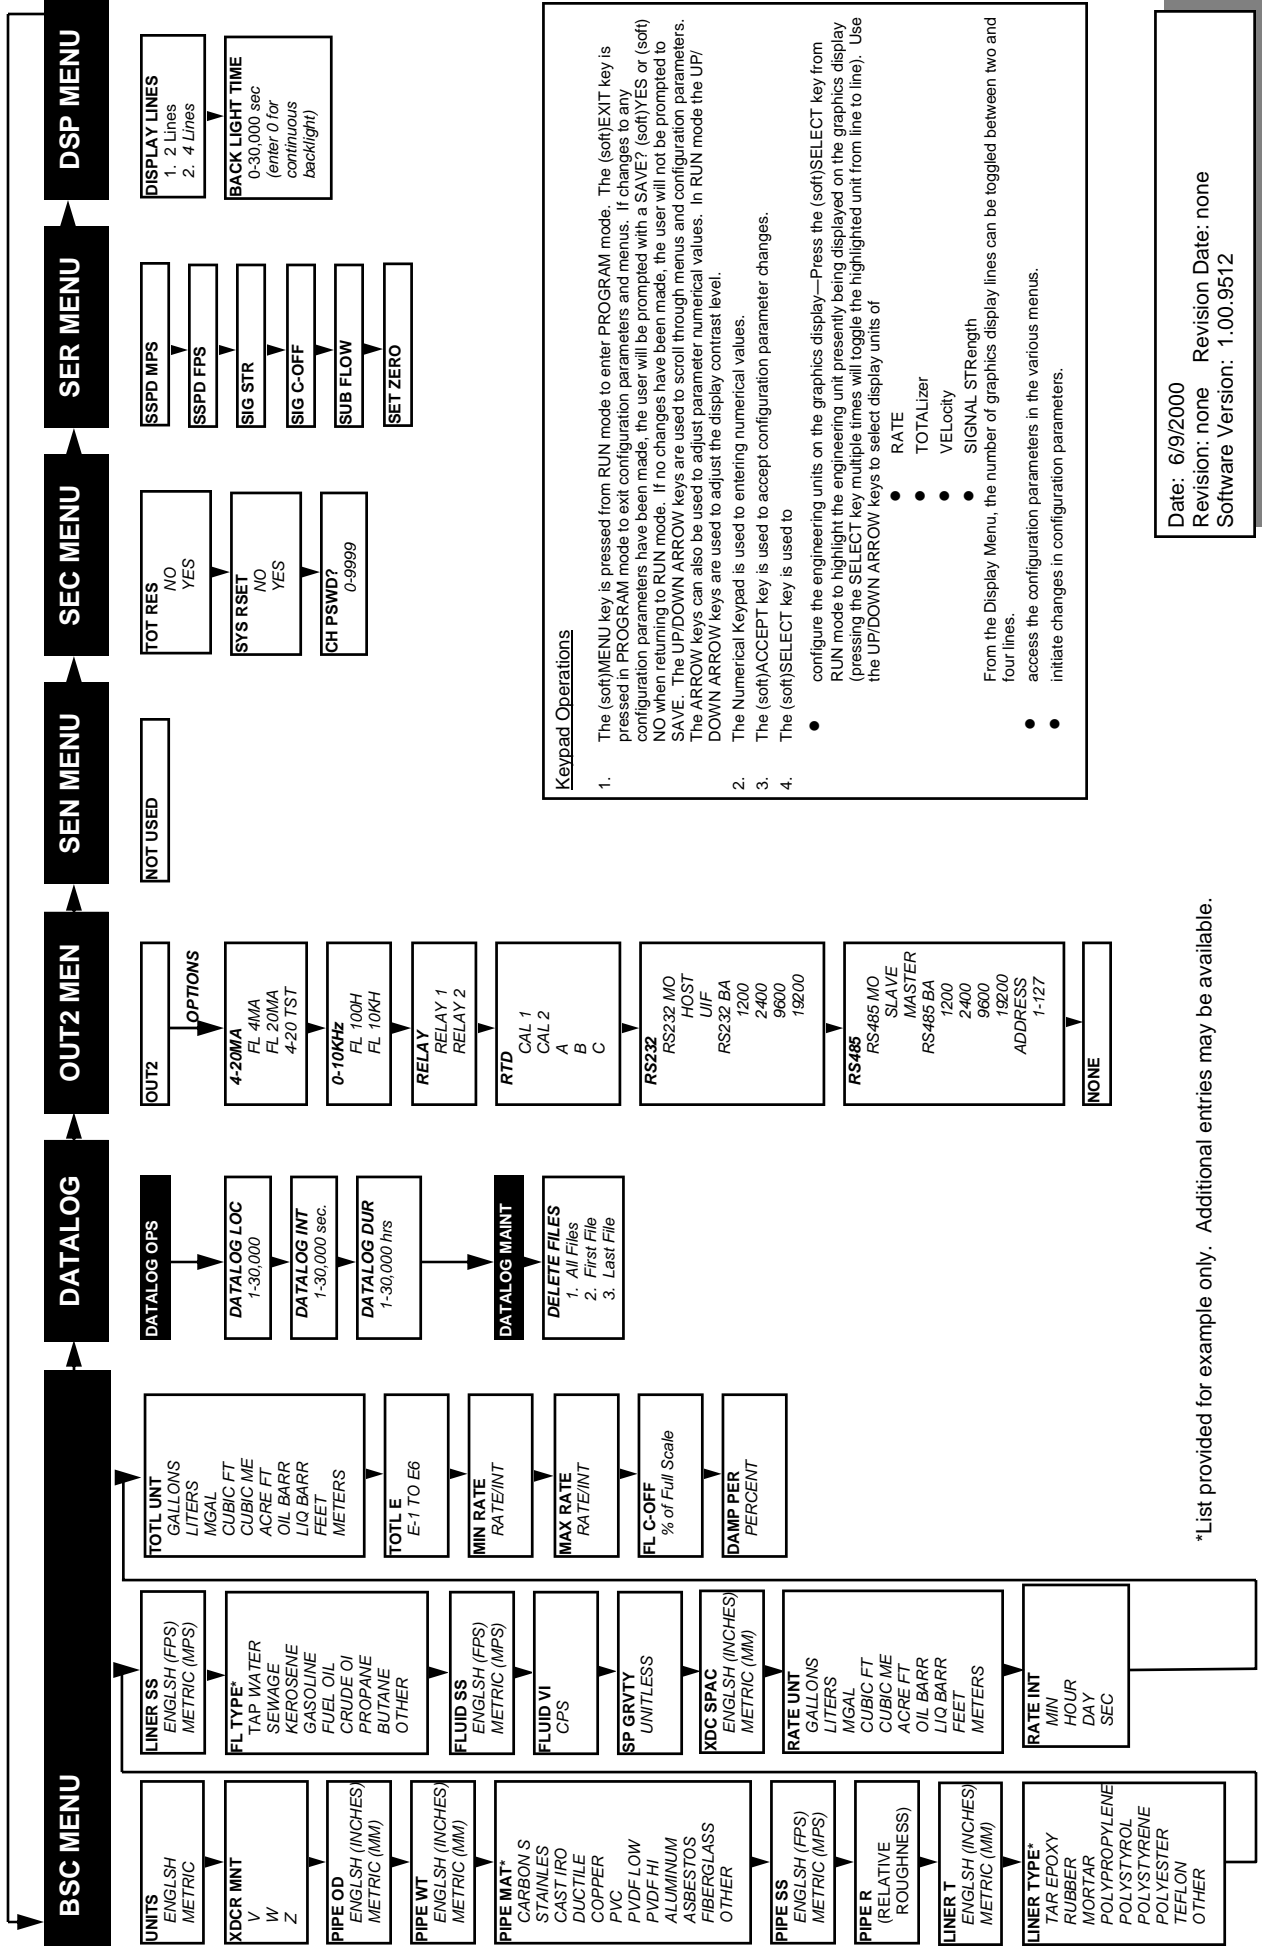 BSC MENU
UNITS
ENGLSH
METRIC
XDCR MNT
V
W
Z
PIPE OD
ENGLSH (INCHES)
METRIC (MM)
PIPE WT
ENGLSH (INCHES)
METRIC (MM)
PIPE MAT*
CARBON S
STAINLES
CAST IRO
DUCTILE
COPPER
PVC
PVDF LOW
PVDF HI
ALUMINUM
ASBESTOS
FIBERGLASS
OTHER
PIPE SS
ENGLSH (FPS)
METRIC (MPS)
PIPE R
(RELATIVE
ROUGHNESS)
LINER T
ENGLSH (INCHES)
METRIC (MM)
LINER TYPE*
TAR EPOXY
RUBBER
MORTAR
POLYPROPYLENE
POLYSTYROL
POLYSTYRENE
POLYESTER
TEFLON
OTHER
LINER SS
ENGLSH (FPS)
METRIC (MPS)
FL TYPE*
TAP WATER
SEWAGE
KEROSENE
GASOLINE
FUEL OIL
CRUDE OI
PROPANE
BUTANE
OTHER
FLUID SS
ENGLSH (FPS)
METRIC (MPS)
FLUID VI
CPS
SP GRVTY
UNITLESS
XDC SPAC
ENGLSH (INCHES)
METRIC (MM)
RATE UNT
GALLONS
LITERS
MGAL
CUBIC FT
CUBIC ME
ACRE FT
OIL BARR
LIQ BARR
FEET
METERS
RATE INT
MIN
HOUR
DAY
SEC
TOTL UNT
GALLONS
LITERS
MGAL
CUBIC FT
CUBIC ME
ACRE FT
OIL BARR
LIQ BARR
FEET
METERS
TOTL E
E-1 TO E6
MIN RATE
RATE/INT
MAX RATE
RATE/INT
FL C-OFF
% of Full Scale
DAMP PER
PERCENT
DATALOG
DATALOG OPS
DATALOG LOC
1-30,000
DATALOG INT
1-30,000 sec.
DATALOG DUR
1-30,000 hrs
DATALOG MAINT
DELETE FILES
1. All Files
2. First File
3. Last File
OUT2 MEN
OUT2
OPTIONS
4-20MA
FL 4MA
FL 20MA
4-20 TST
0-10KHz
FL 100H
FL 10KH
RELAY
RELAY 1
RELAY 2
RTD
CAL 1
CAL 2
A
B
C
RS232
RS232 MO
HOST
UIF
RS232 BA
1200
2400
9600
19200
RS485
RS485 MO
SLAVE
MASTER
RS485 BA
1200
2400
9600
19200
ADDRESS
1-127
NONE
SEN MENU
NOT USED
SEC MENU
TOT RES
NO
YES
SYS RSET
NO
YES
CH PSWD?
0-9999
SER MENU
SSPD MPS
SSPD FPS
SIG STR
SIG C-OFF
SUB FLOW
SET ZERO
DSP MENU
DISPLAY LINES
1. 2 Lines
2. 4 Lines
BACK LIGHT TIME
0-30,000 sec
(enter 0 for
continuous
backlight)
Keypad Operations
1. The (soft)MENU key is pressed from RUN mode to enter PROGRAM mode. The (soft)EXIT key is
pressed in PROGRAM mode to exit configuration parameters and menus. If changes to any
configuration parameters have been made, the user will be prompted with a SAVE? (soft)YES or (soft)
NO when returning to RUN mode. If no changes have been made, the user will not be prompted to
SAVE. The UP/DOWN ARROW keys are used to scroll through menus and configuration parameters.
The ARROW keys can also be used to adjust parameter numerical values. In RUN mode the UP/
DOWN ARROW keys are used to adjust the display contrast level.
2. The Numerical Keypad is used to entering numerical values.
3. The (soft)ACCEPT key is used to accept configuration parameter changes.
4. The (soft)SELECT key is used to
● configure the engineering units on the graphics display—Press the (soft)SELECT key from
RUN mode to highlight the engineering unit presently being displayed on the graphics display
(pressing the SELECT key multiple times will toggle the highlighted unit from line to line). Use
the UP/DOWN ARROW keys to select display units of
● RATE
● TOTALizer
● VELocity
● SIGNAL STRength
From the Display Menu, the number of graphics display lines can be toggled between two and
four lines.
● access the configuration parameters in the various menus.
● initiate changes in configuration parameters.
*List provided for example only. Additional entries may be available.
Date: 6/9/2000
Revision: none Revision Date: none
Software Version: 1.00.9512